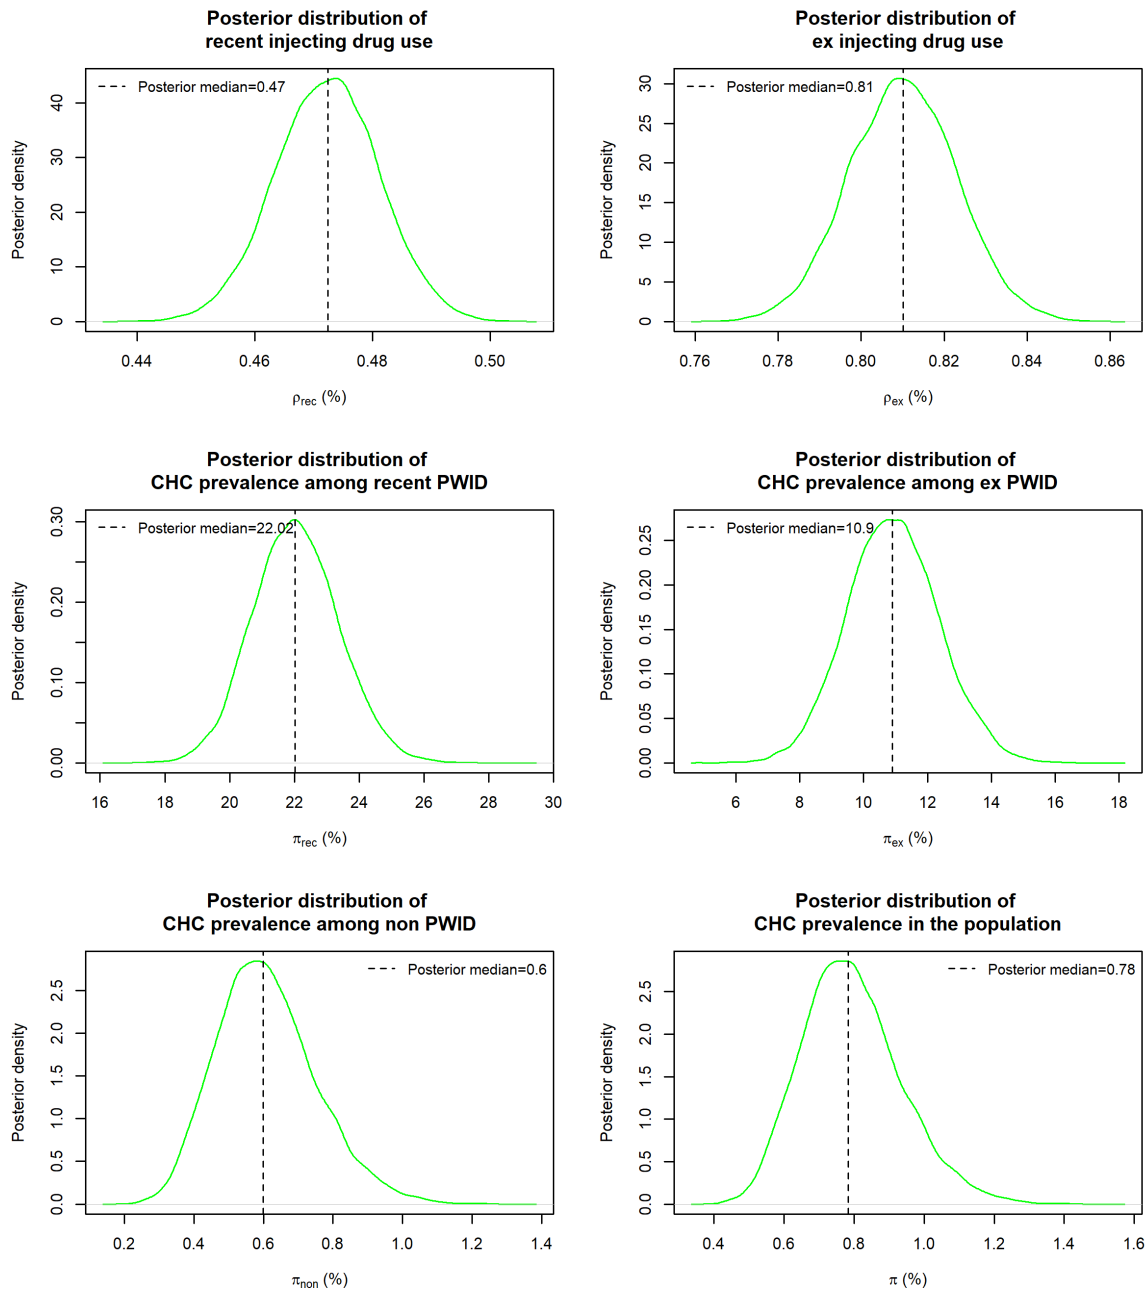 Posterior distribution of
recent injecting drug use
Posterior median=0.47
Posterior density
0
10
20
30
40
0.44
0.46
0.48
0.50
ρrec (%)
Posterior distribution of
ex injecting drug use
Posterior median=0.81
Posterior density
0
5
10
15
20
25
30
0.76
0.78
0.80
0.82
0.84
0.86
ρex (%)
Posterior distribution of
CHC prevalence among recent PWID
Posterior median=22.02
Posterior density
0.00
0.10
0.20
0.30
16
18
20
22
24
26
28
30
πrec (%)
Posterior distribution of
CHC prevalence among ex PWID
Posterior median=10.9
Posterior density
0.00
0.05
0.10
0.15
0.20
0.25
6
8
10
12
14
16
18
πex (%)
Posterior distribution of
CHC prevalence among non PWID
Posterior median=0.6
Posterior density
0.0
0.5
1.0
1.5
2.0
2.5
0.2
0.4
0.6
0.8
1.0
1.2
1.4
πnon (%)
Posterior distribution of
CHC prevalence in the population
Posterior median=0.78
Posterior density
0.0
0.5
1.0
1.5
2.0
2.5
0.4
0.6
0.8
1.0
1.2
1.4
1.6
π (%)